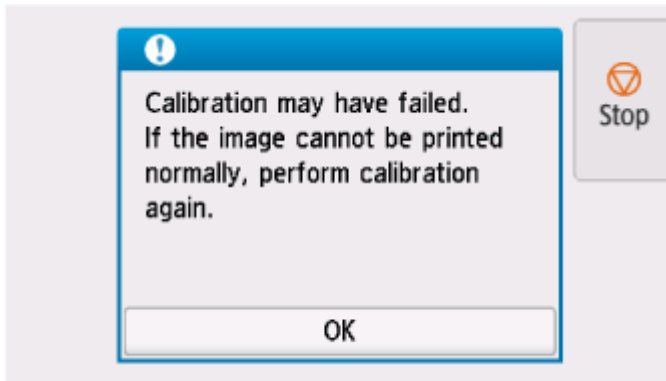 Calibration may have failed.
If the image cannot be printed
normally, perform calibration
again.
OK
Stop